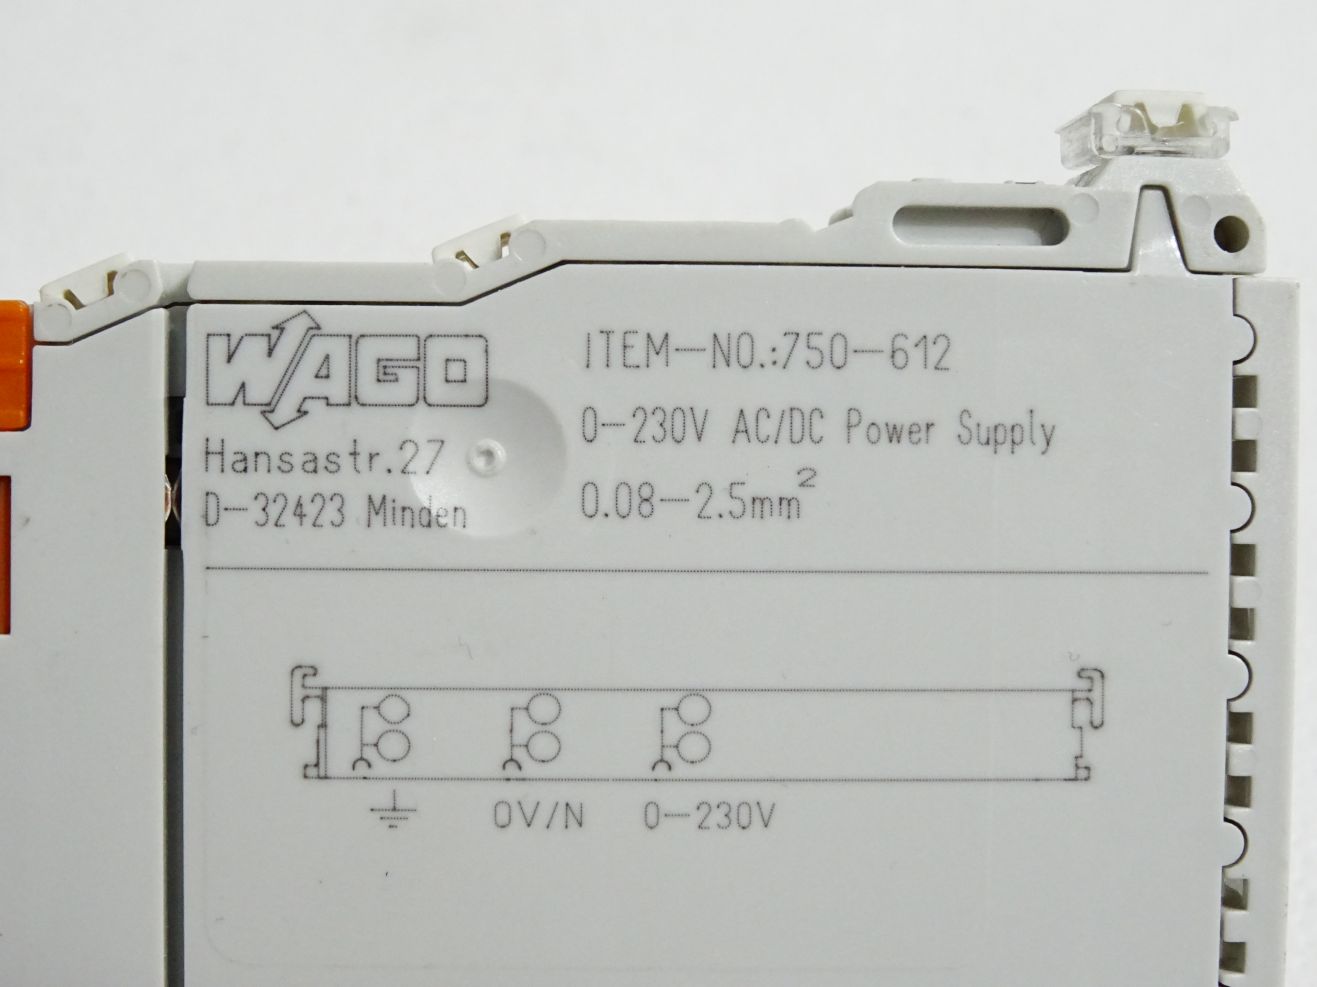 WAGO
Hansastr.27
D-32423 Minden
ITEM-NO.:750-612
0-230V AC/DC Power Supply
0.08-2.5mm²
0V/N
0-230V